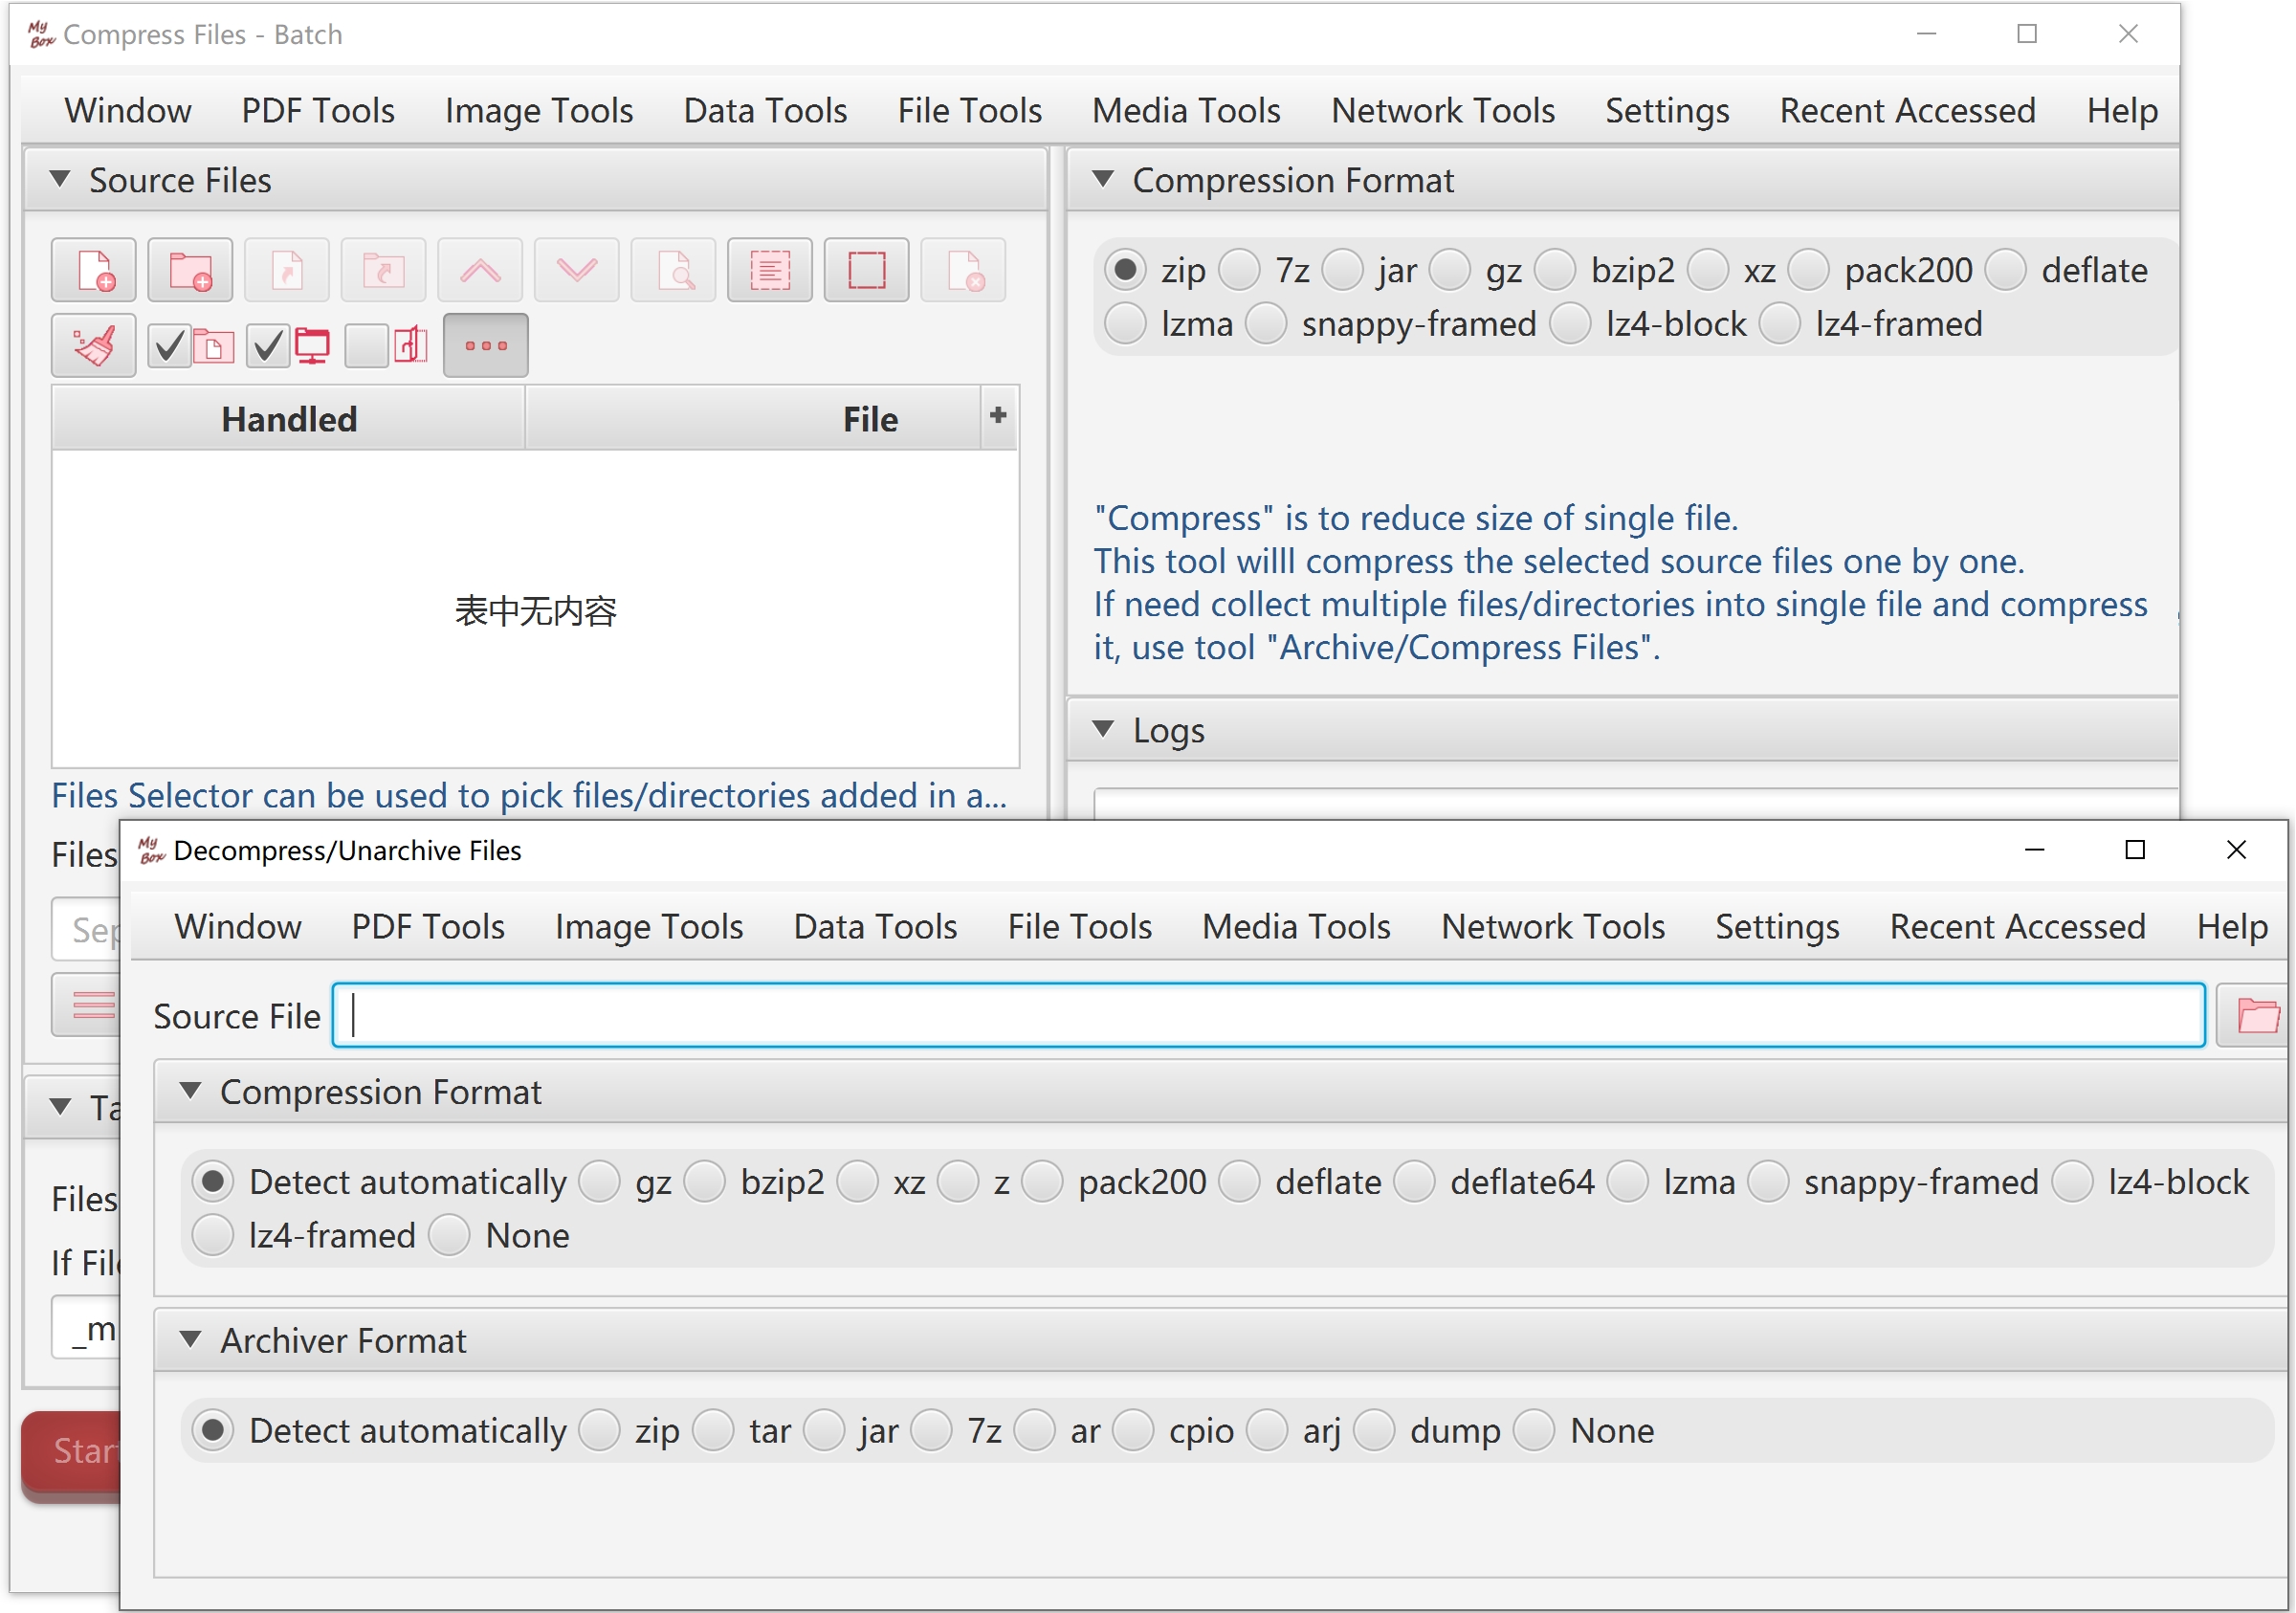 My Box Compress Files - Batch
Window PDF Tools Image Tools Data Tools File Tools Media Tools Network Tools Settings Recent Accessed Help
Source Files
Handled File +
表中无内容
Files Selector can be used to pick files/directories added in a...
Files
Compression Format
zip 7z jar gz bzip2 xz pack200 deflate
lzma snappy-framed lz4-block lz4-framed
"Compress" is to reduce size of single file.
This tool willl compress the selected source files one by one.
If need collect multiple files/directories into single file and compress
it, use tool "Archive/Compress Files".
Logs
Files
If
_m
My Box Decompress/Unarchive Files
Window PDF Tools Image Tools Data Tools File Tools Media Tools Network Tools Settings Recent Accessed Help
Source File
Compression Format
Detect automatically gz bzip2 xz z pack200 deflate deflate64 lzma snappy-framed lz4-block
lz4-framed None
Archiver Format
Detect automatically zip tar jar 7z ar cpio arj dump None